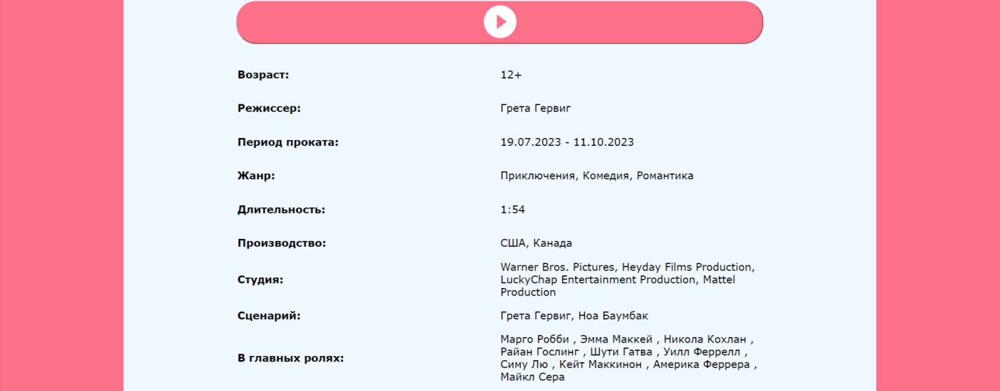 Возраст: 12+
Режиссер: Грета Гервиг
Период проката: 19.07.2023 - 11.10.2023
Жанр: Приключения, Комедия, Романтика
Длительность: 1:54
Производство: США, Канада
Студия: Warner Bros. Pictures, Heyday Films Production,
LuckyChap Entertainment Production, Mattel
Production
Сценарий: Грета Гервиг, Ноа Баумбак
В главных ролях: Марго Робби , Эмма Маккей , Никола Кохлан ,
Райан Гослинг , Шути Гатва , Уилл Феррелл ,
Симу Лю , Кейт Маккинон , Америка Феррера ,
Майкл Сера